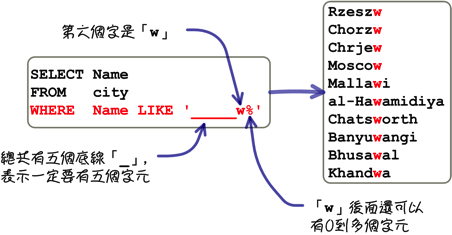 第六個字是「w」
SELECT Name
FROM   city
WHERE  Name LIKE '_____w%'
總共有五個底線「_」,
表示一定要有五個字元
「w」後面還可以
有0到多個字元
Rzeszw
Chorzw
Chrjew
Moscow
Mallawi
al-Hawamidiya
Chatsworth
Banyuwangi
Bhusawal
Khandwa